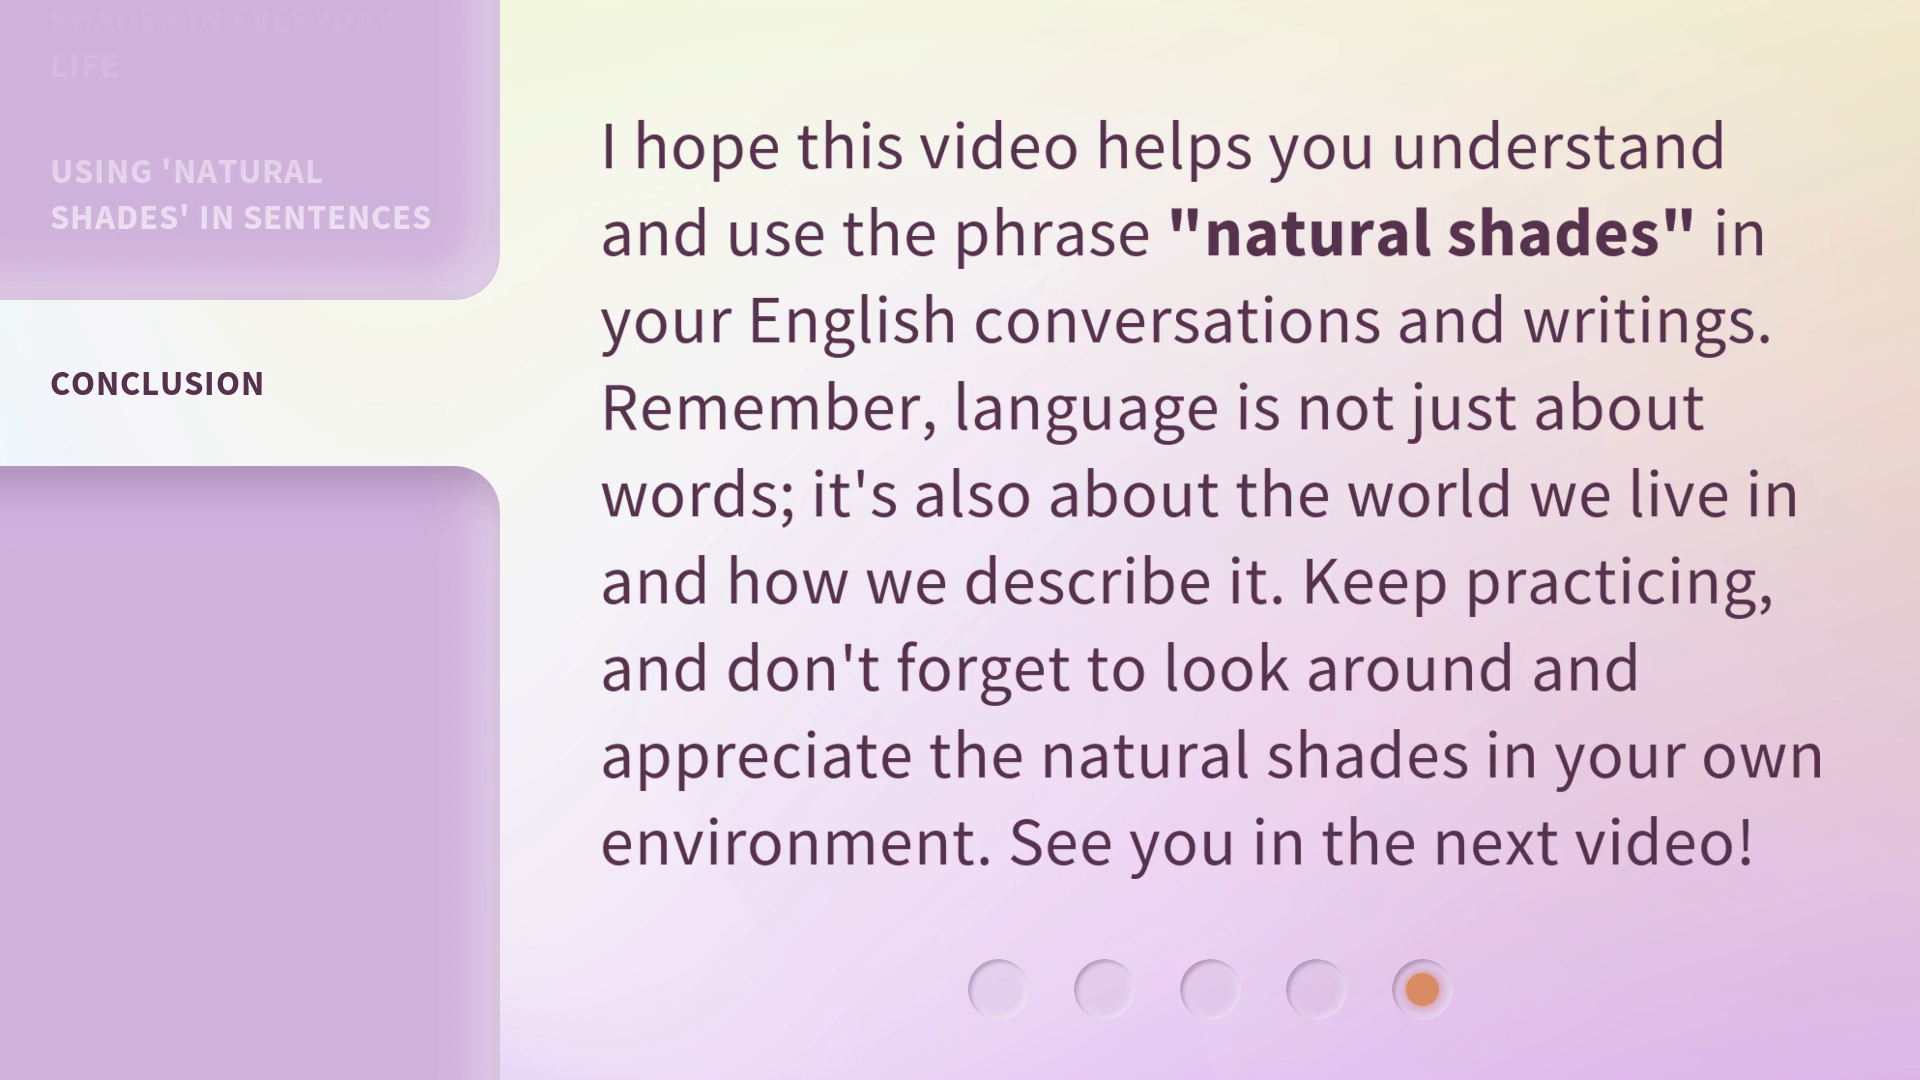 SHADES IN EVERYDAY
LIFE
USING 'NATURAL
SHADES' IN SENTENCES
CONCLUSION
I hope this video helps you understand
and use the phrase "natural shades" in
your English conversations and writings.
Remember, language is not just about
words; it's also about the world we live in
and how we describe it. Keep practicing,
and don't forget to look around and
appreciate the natural shades in your own
environment. See you in the next video!